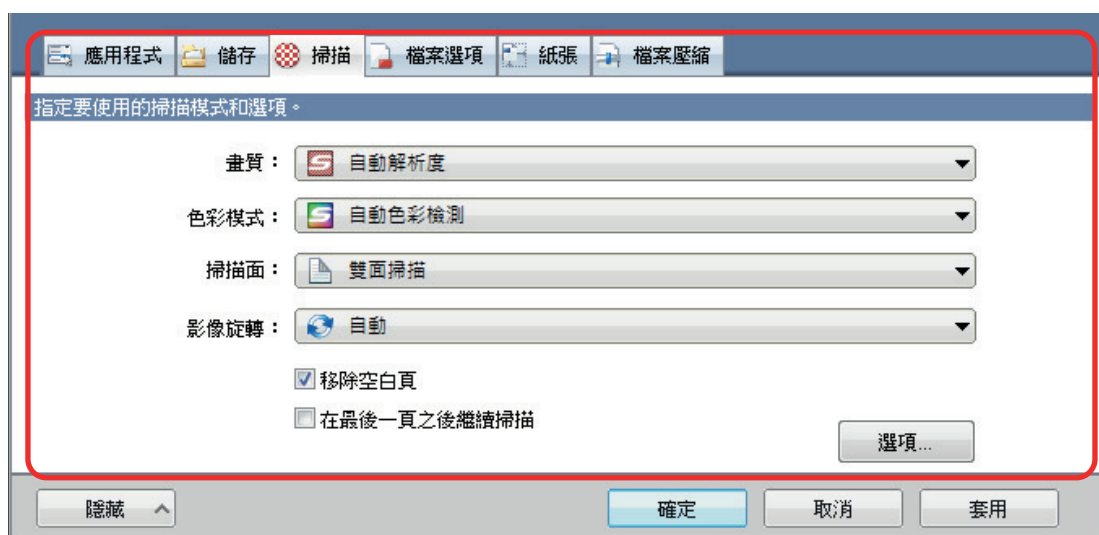 應用程式 儲存 掃描 檔案選項 紙張 檔案壓縮
指定要使用的掃描模式和選項。
畫質： 自動解析度
色彩模式： 自動色彩檢測
掃描面： 雙面掃描
影像旋轉： 自動
移除空白頁
在最後一頁之後繼續掃描
選項...
隱藏 確定 取消 套用